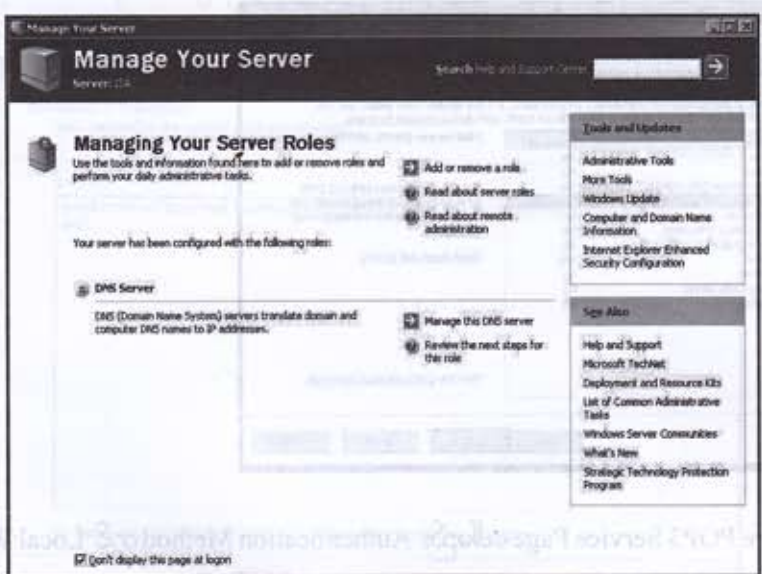 Manage Your Server
Manage Your Server
Server:
Search Help and Support Center
Managing Your Server Roles
Use the tools and information found here to add or remove roles and
perform your daily administrative tasks.
Add or remove a role
Read about server roles
Read about remote
administration
Your server has been configured with the following roles:
DNS Server
DNS (Domain Name System) servers translate domain and
computer DNS names to IP addresses.
Manage this DNS server
Review the next steps for
this role
Tools and Updates
Administrative Tools
More Tools
Windows Update
Computer and Domain Name
Information
Internet Explorer Enhanced
Security Configuration
See Also
Help and Support
Microsoft TechNet
Deployment and Resource Kits
List of Common Administrative
Tasks
Windows Server Communities
What's New
Strategic Technology Protection
Program
Don't display this page at logon